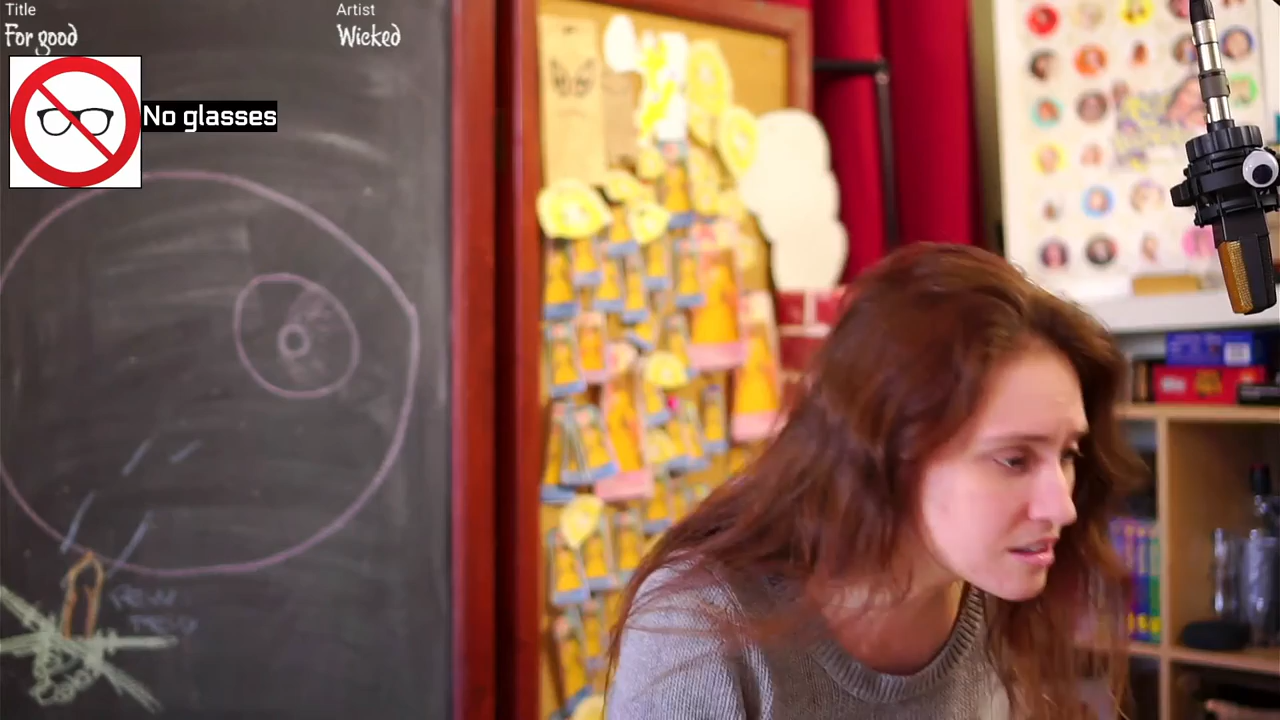 Title
Artist
For good
Wicked
No glasses